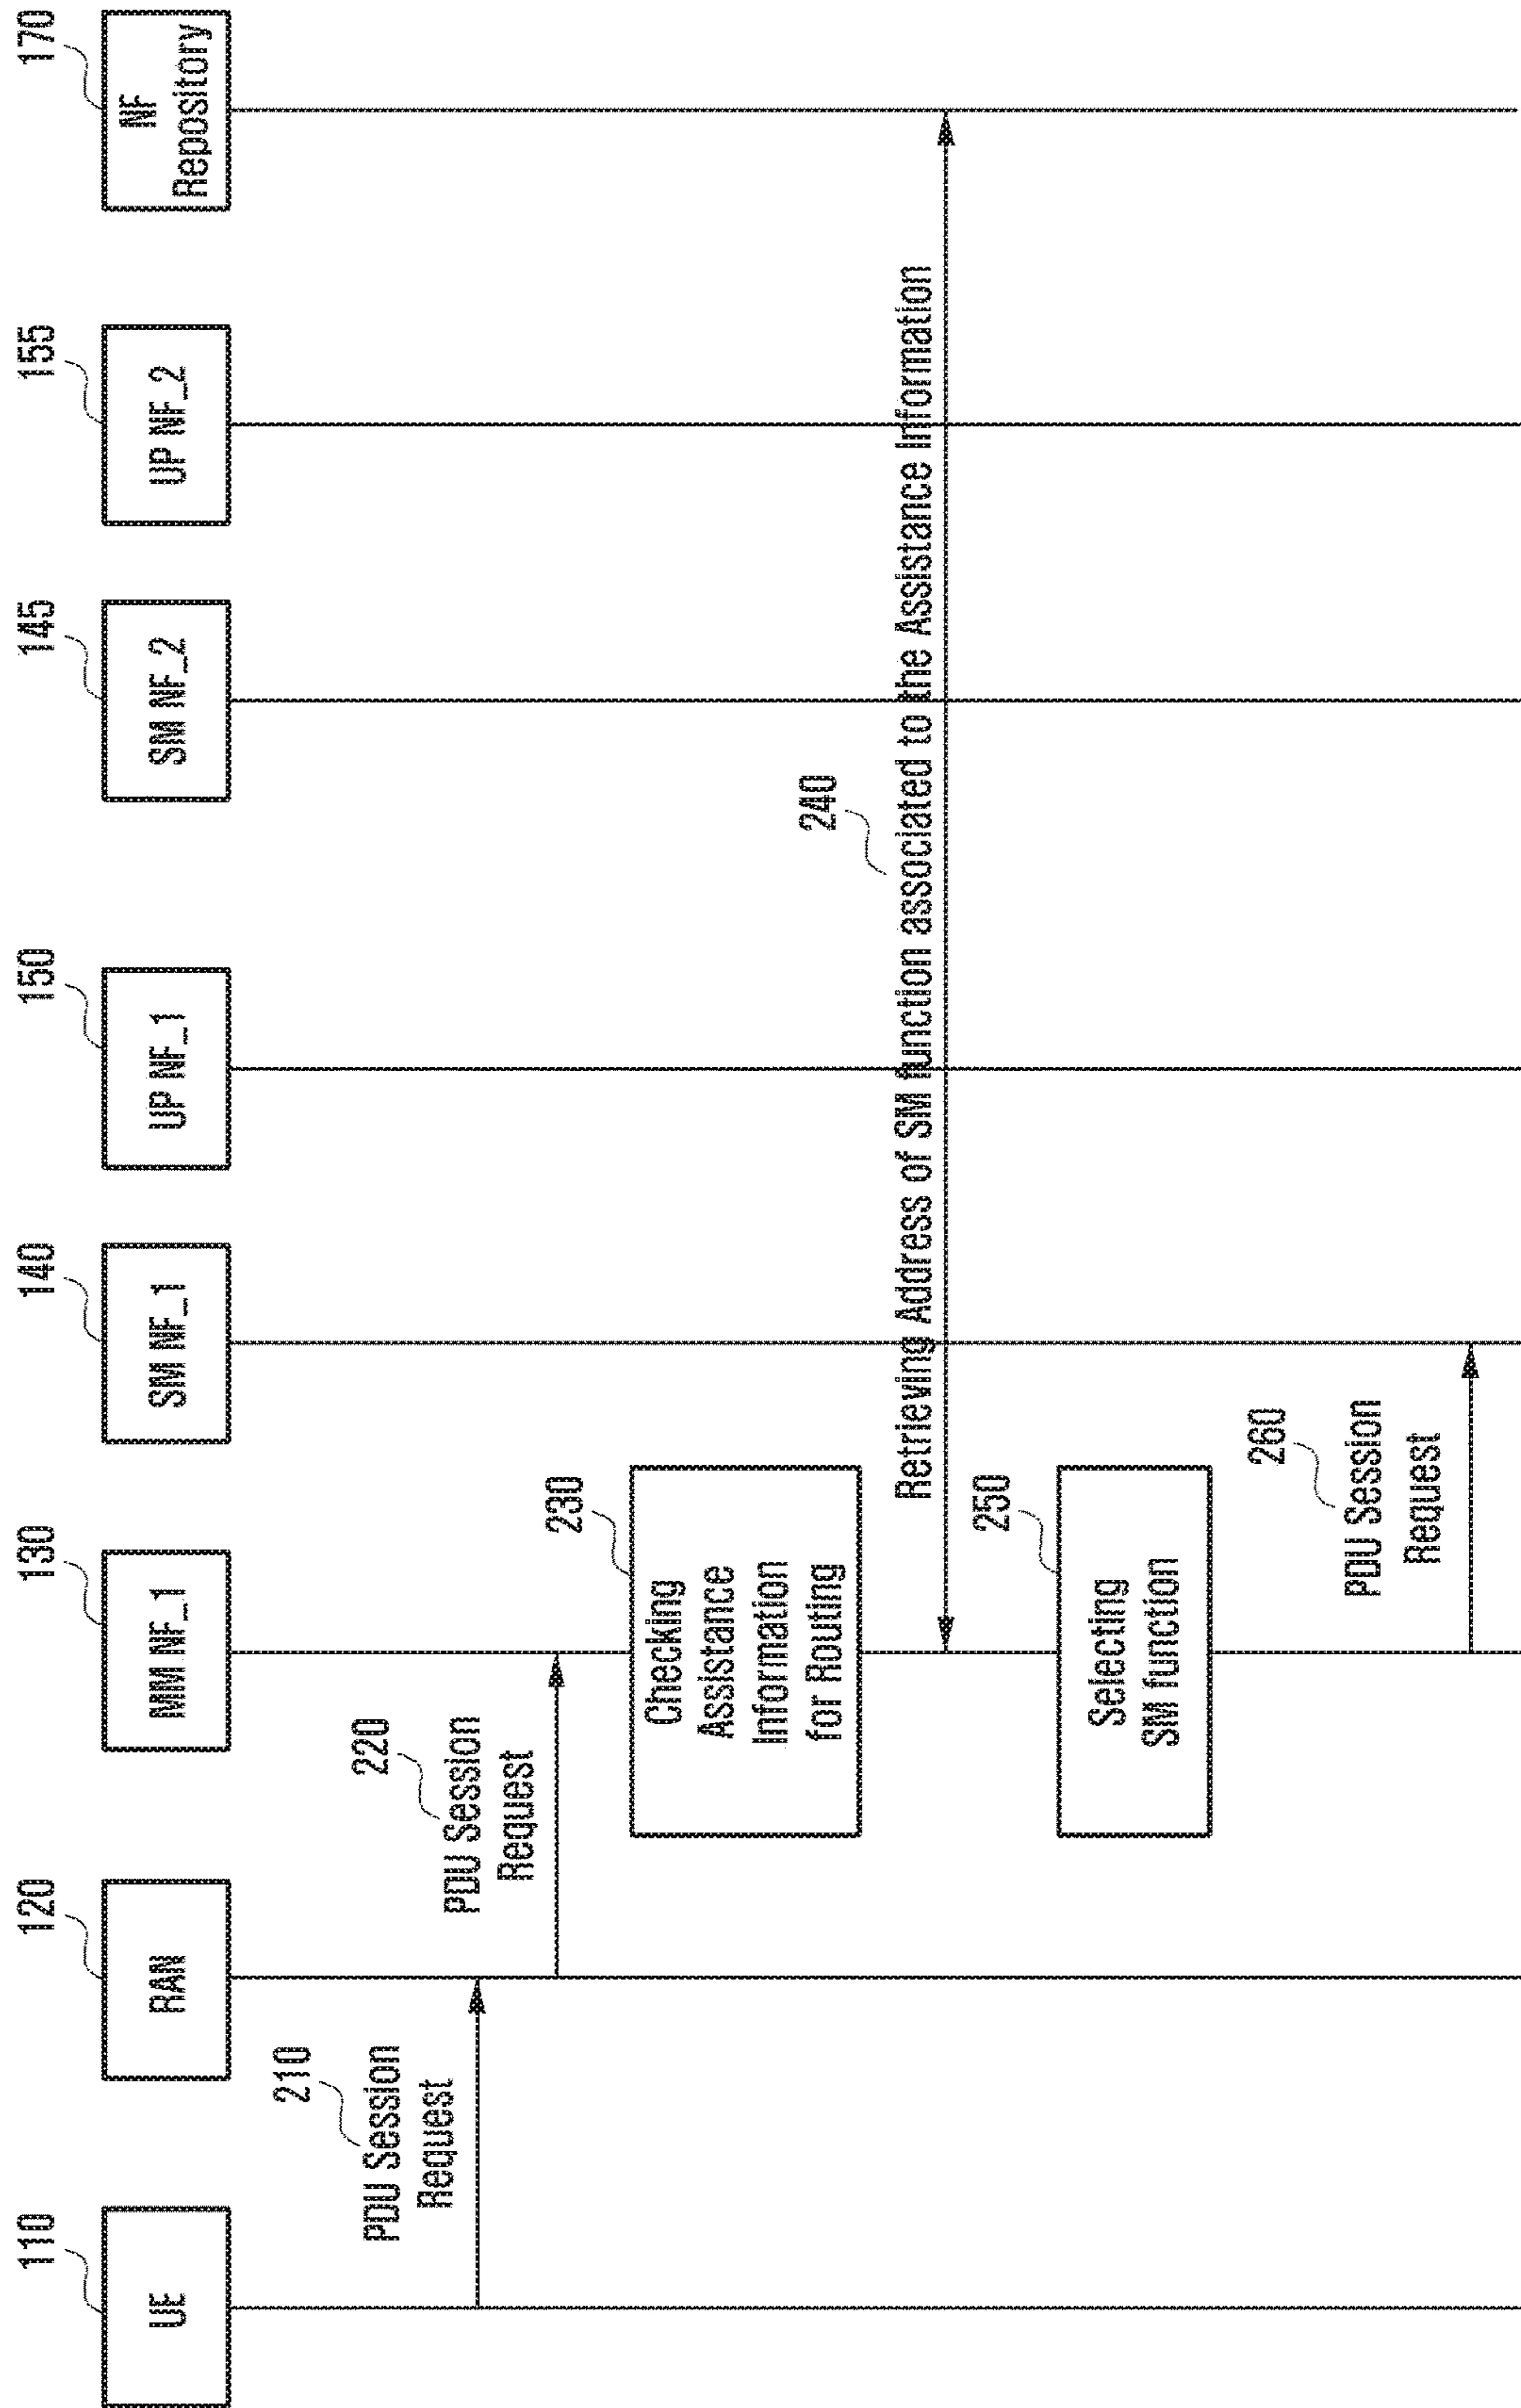 110
UE
120
RAN
130
MM NF_1
140
SM NF_1
150
UP NF_1
145
SM NF_2
155
UP NF_2
170
NF
Repository
210
PDU Session
Request
220
PDU Session
Request
230
Checking
Assistance
Information
for Routing
240
Retrieving Address of SM function associated to the Assistance Information
250
Selecting
SM function
260
PDU Session
Request